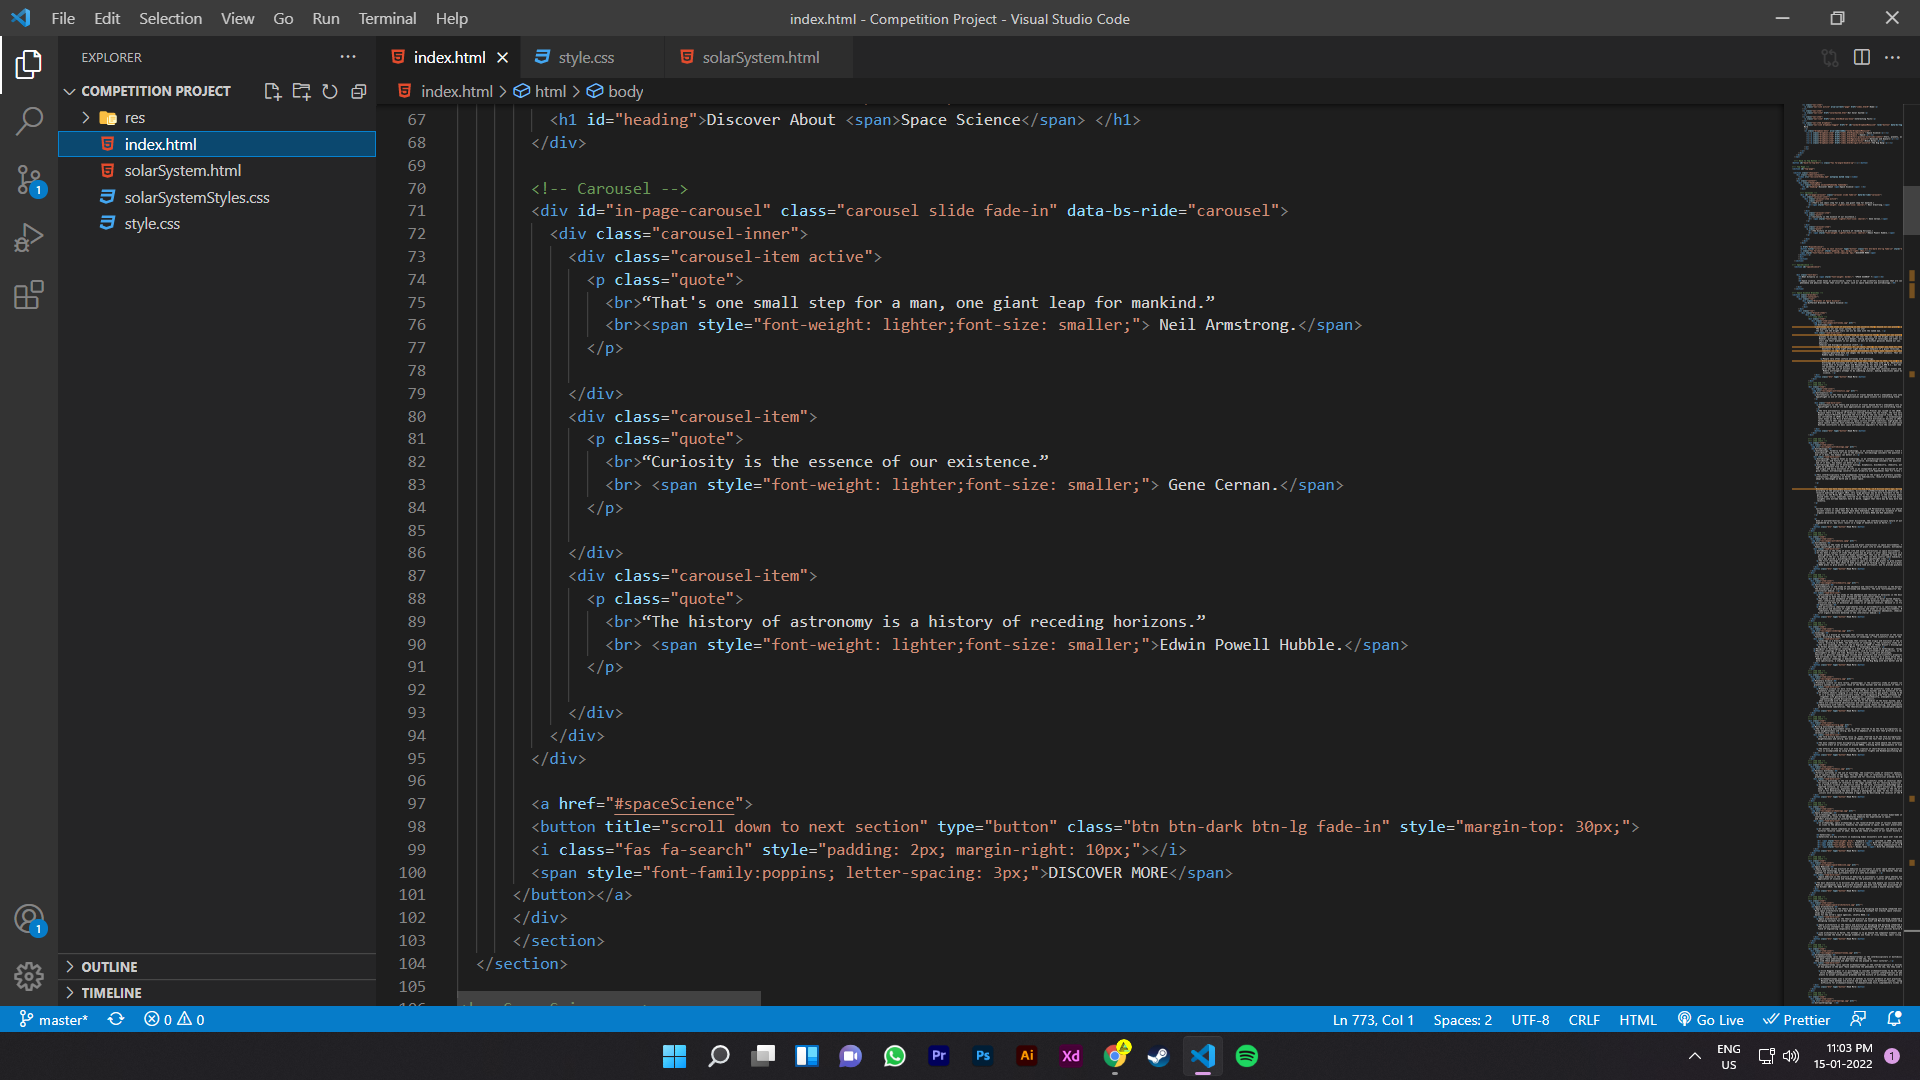 File Edit Selection View Go Run Terminal Help
index.html - Competition Project - Visual Studio Code
EXPLORER
COMPETITION PROJECT
res
index.html
solarSystem.html
solarSystemStyles.css
style.css
OUTLINE
TIMELINE
index.html style.css solarSystem.html
index.html > html > body
67 <h1 id="heading">Discover About <span>Space Science</span> </h1>
68 </div>
69
70 <!-- Carousel -->
71 <div id="in-page-carousel" class="carousel slide fade-in" data-bs-ride="carousel">
72 <div class="carousel-inner">
73 <div class="carousel-item active">
74 <p class="quote">
75 <br>“That's one small step for a man, one giant leap for mankind.”
76 <br><span style="font-weight: lighter;font-size: smaller;"> Neil Armstrong.</span>
77 </p>
78
79 </div>
80 <div class="carousel-item">
81 <p class="quote">
82 <br>“Curiosity is the essence of our existence.”
83 <br> <span style="font-weight: lighter;font-size: smaller;"> Gene Cernan.</span>
84 </p>
85
86 </div>
87 <div class="carousel-item">
88 <p class="quote">
89 <br>“The history of astronomy is a history of receding horizons.”
90 <br> <span style="font-weight: lighter;font-size: smaller;">Edwin Powell Hubble.</span>
91 </p>
92
93 </div>
94 </div>
95 </div>
96
97 <a href="#spaceScience">
98 <button title="scroll down to next section" type="button" class="btn btn-dark btn-lg fade-in" style="margin-top: 30px;">
99 <i class="fas fa-search" style="padding: 2px; margin-right: 10px;"></i>
100 <span style="font-family:poppins; letter-spacing: 3px;">DISCOVER MORE</span>
101 </button></a>
102 </div>
103 </section>
104 </section>
105
master* 0 0
Ln 773, Col 1 Spaces: 2 UTF-8 CRLF HTML Go Live Prettier
1
1
Pr Ps Ai Xd
ENG
US
11:03 PM
15-01-2022
1